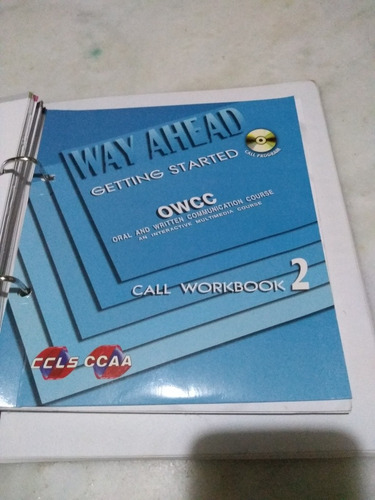 WAY AHEAD
GETTING STARTED
CALL PROGRAM
OWCC
ORAL AND WRITTEN COMMUNICATION COURSE
AN INTERACTIVE MULTIMEDIA COURSE
CALL WORKBOOK 2
CCLS CCAA